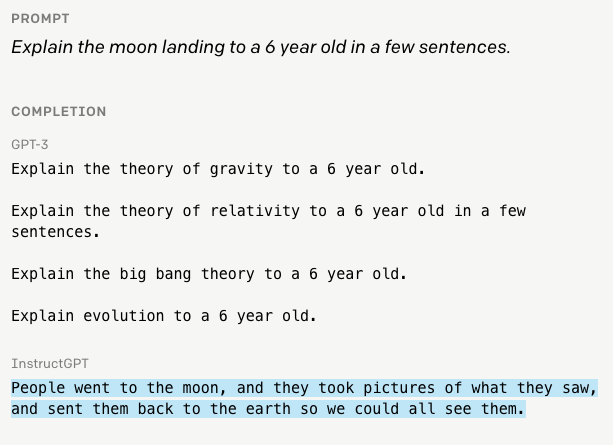 PROMPT
Explain the moon landing to a 6 year old in a few sentences.
COMPLETION
GPT-3
Explain the theory of gravity to a 6 year old.
Explain the theory of relativity to a 6 year old in a few
sentences.
Explain the big bang theory to a 6 year old.
Explain evolution to a 6 year old.
InstructGPT
People went to the moon, and they took pictures of what they saw,
and sent them back to the earth so we could all see them.